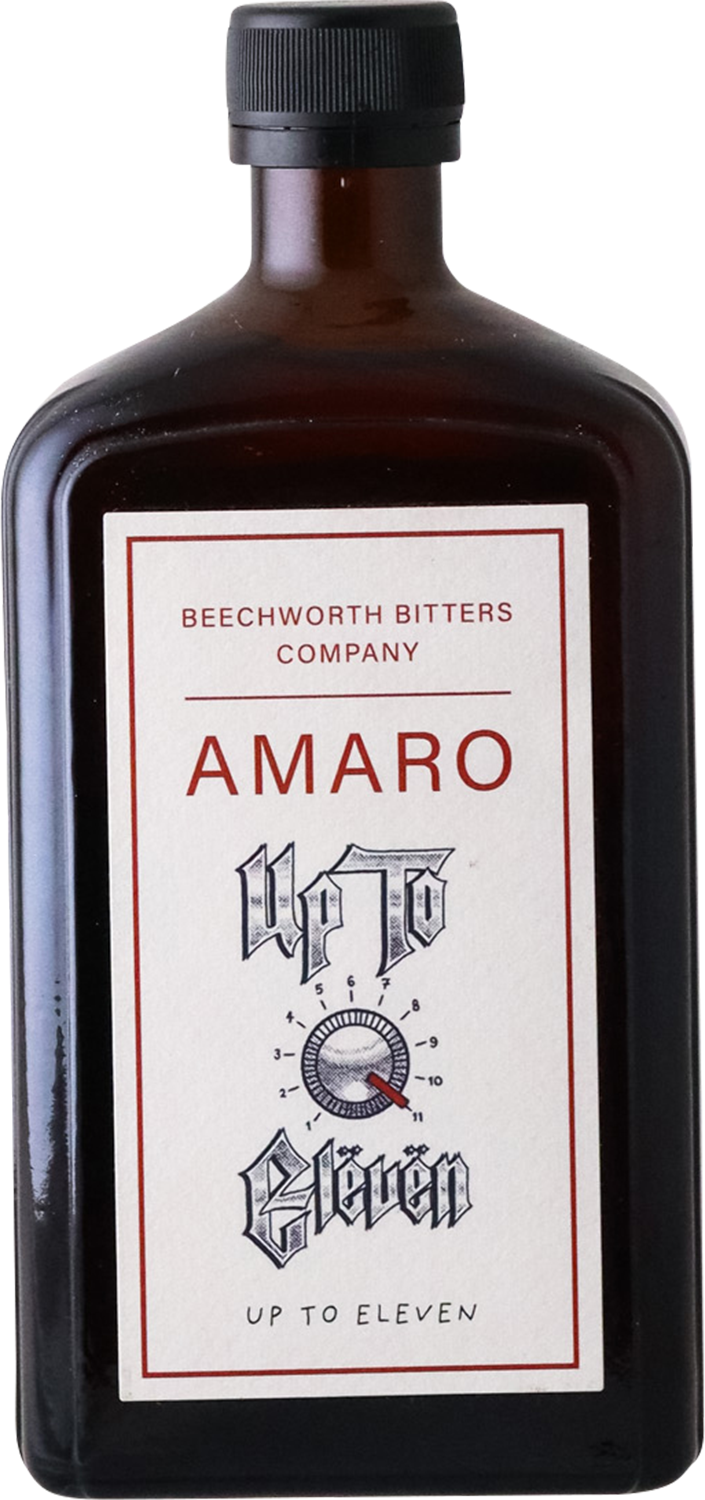 BEECHWORTH BITTERS
COMPANY
AMARO
Up To
1 2 3 4 5 6 7 8 9 10 11
Elëvën
UP TO ELEVEN